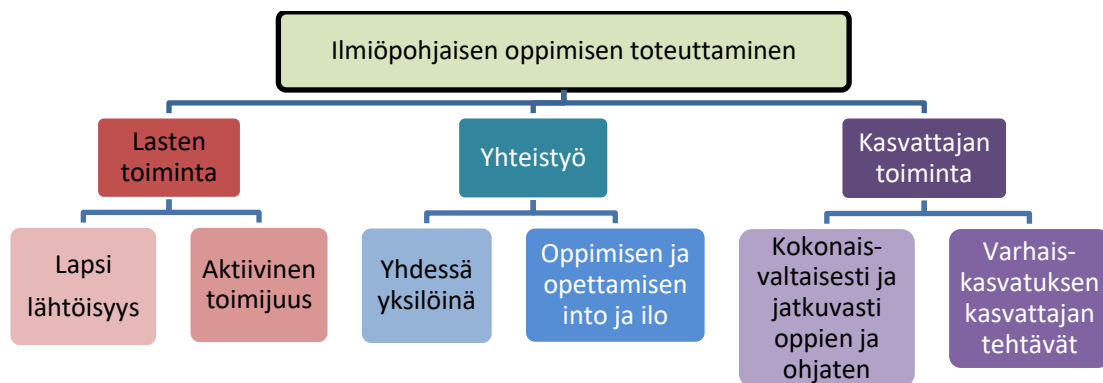 Ilmiöpohjaisen oppimisen toteuttaminen
Lasten
toiminta
Yhteistyö
Kasvattajan
toiminta
Lapsi
lähtöisyys
Aktiivinen
toimijuus
Yhdessä
yksilöinä
Oppimisen ja
opettamisen
into ja ilo
Kokonais-
valtaisesti ja
jatkuvasti
oppien ja
ohjaten
Varhais-
kasvatuksen
kasvattajan
tehtävät